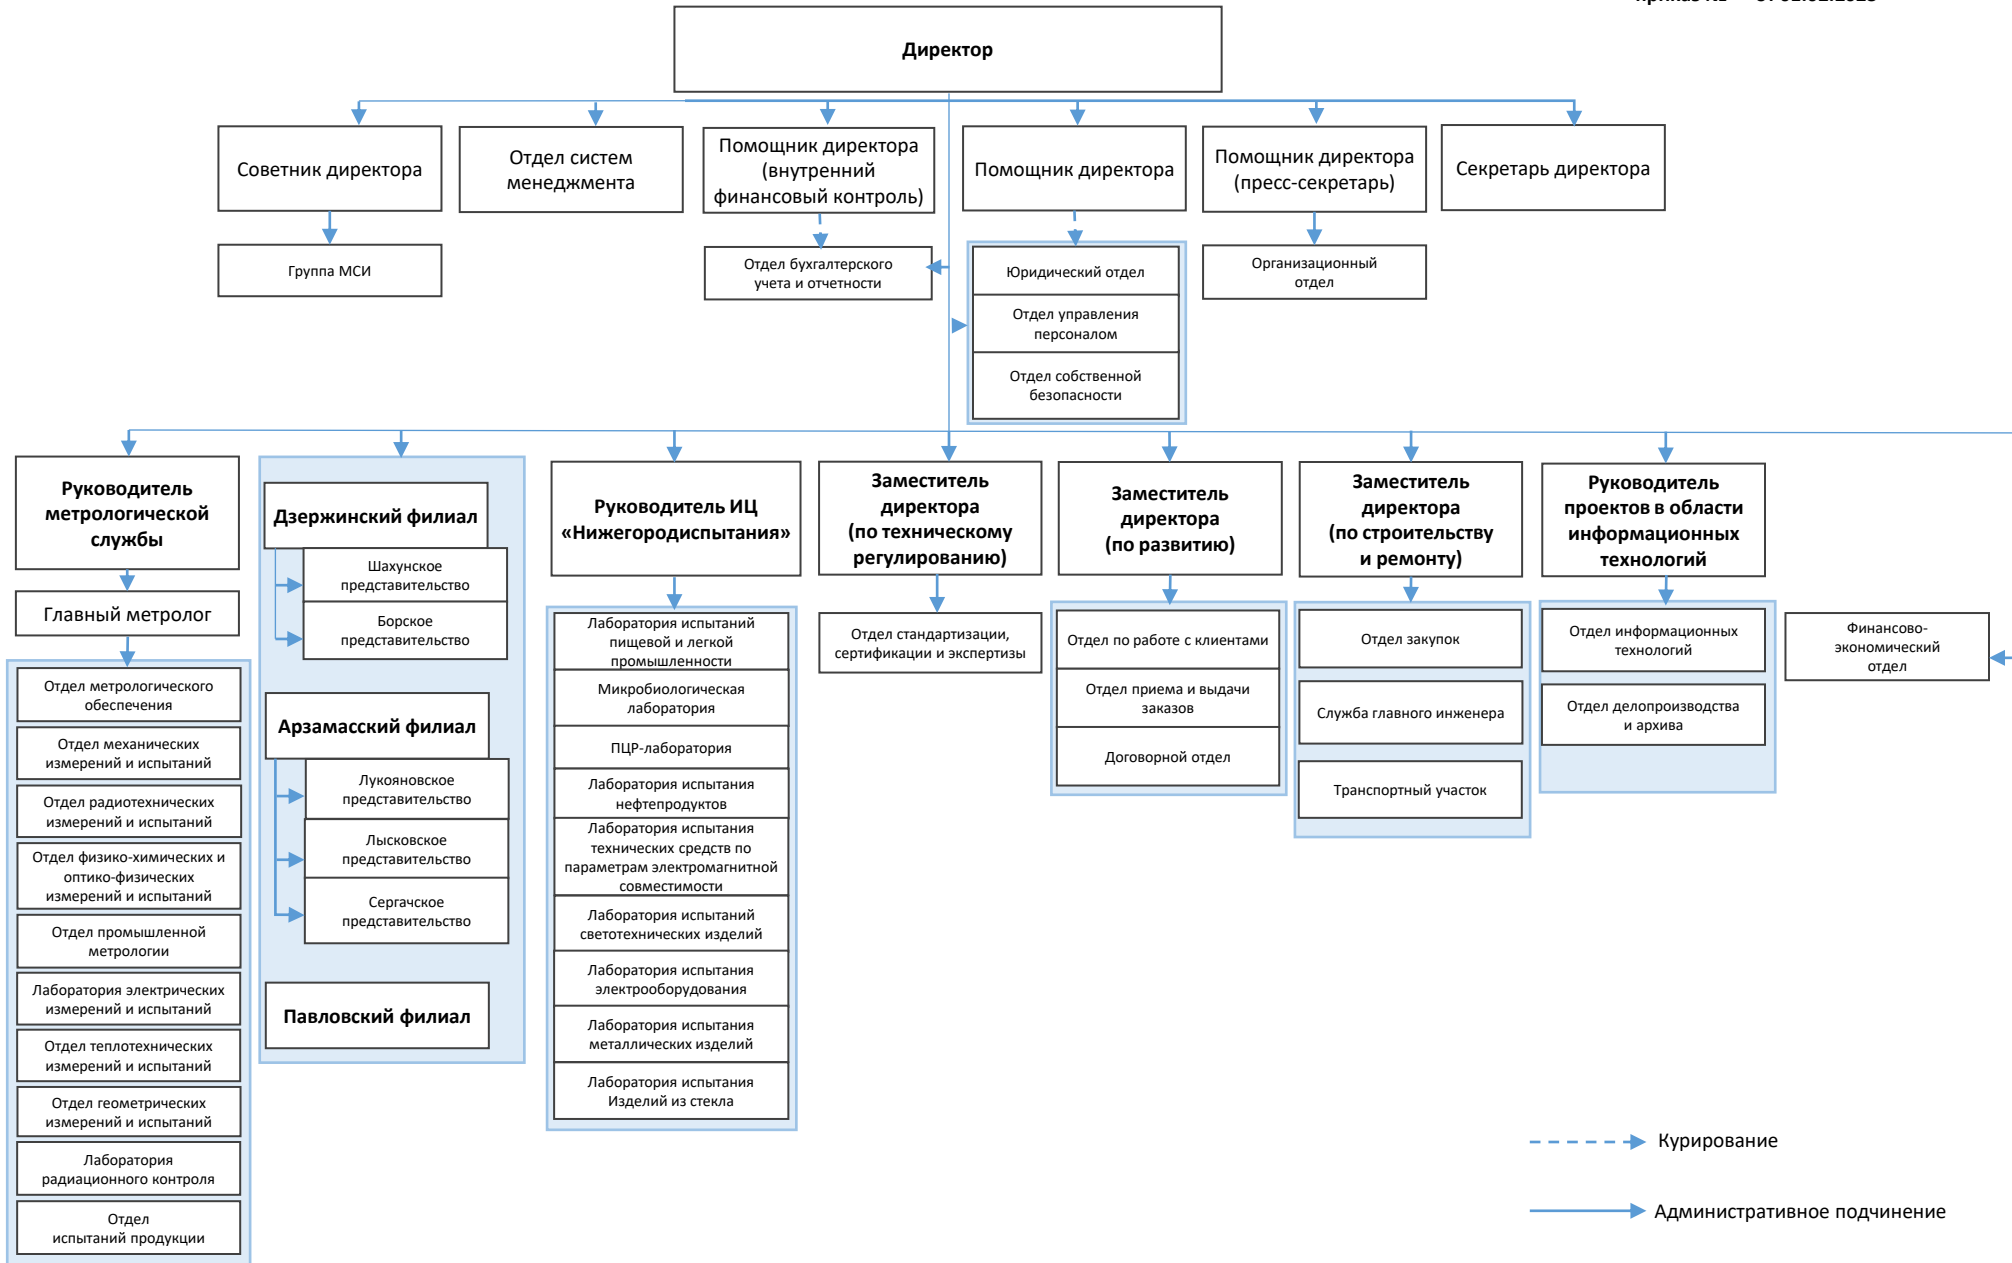 Директор
Советник директора
Отдел систем
менеджмента
Помощник директора
(внутренний
финансовый контроль)
Помощник директора
Помощник директора
(пресс-секретарь)
Секретарь директора
Группа МСИ
Отдел бухгалтерского
учета и отчетности
Юридический отдел
Отдел управления
персоналом
Отдел собственной
безопасности
Организационный
отдел
Руководитель
метрологической
службы
Главный метролог
Отдел метрологического
обеспечения
Отдел механических
измерений и испытаний
Отдел радиотехнических
измерений и испытаний
Отдел физико-химических и
оптико-физических
измерений и испытаний
Отдел промышленной
метрологии
Лаборатория электрических
измерений и испытаний
Отдел теплотехнических
измерений и испытаний
Отдел геометрических
измерений и испытаний
Лаборатория
радиационного контроля
Отдел
испытаний продукции
Дзержинский филиал
Шахунское
представительство
Борское
представительство
Арзамасский филиал
Лукояновское
представительство
Лысковское
представительство
Сергачское
представительство
Павловский филиал
Руководитель ИЦ
«Нижегородиспытания»
Лаборатория испытаний
пищевой и легкой
промышленности
Микробиологическая
лаборатория
ПЦР-лаборатория
Лаборатория испытания
нефтепродуктов
Лаборатория испытания
технических средств по
параметрам электромагнитной
совместимости
Лаборатория испытаний
светотехнических изделий
Лаборатория испытания
электрооборудования
Лаборатория испытания
металлических изделий
Лаборатория испытания
Изделий из стекла
Заместитель
директора
(по техническому
регулированию)
Отдел стандартизации,
сертификации и экспертизы
Заместитель
директора
(по развитию)
Отдел по работе с клиентами
Отдел приема и выдачи
заказов
Договорной отдел
Заместитель
директора
(по строительству
и ремонту)
Отдел закупок
Служба главного инженера
Транспортный участок
Руководитель
проектов в области
информационных
технологий
Отдел информационных
технологий
Отдел делопроизводства
и архива
Финансово-
экономический
отдел
Курирование
Административное подчинение